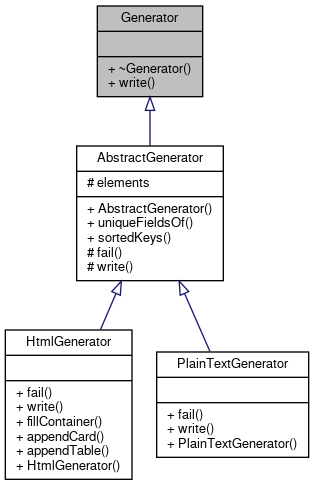 Generator
+ ~Generator()
+ write()
AbstractGenerator
# elements
+ AbstractGenerator()
+ uniqueFieldsOf()
+ sortedKeys()
# fail()
# write()
HtmlGenerator
+ fail()
+ write()
+ fillContainer()
+ appendCard()
+ appendTable()
+ HtmlGenerator()
PlainTextGenerator
+ fail()
+ write()
+ PlainTextGenerator()